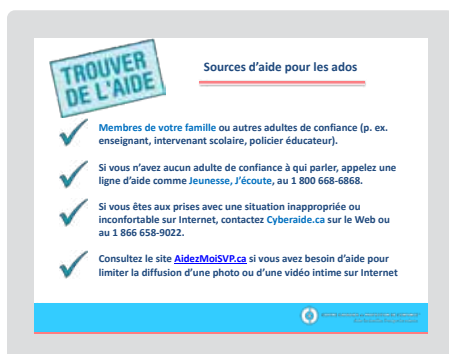 TROUVER
DE L'AIDE
Sources d'aide pour les ados
Membres de votre famille ou autres adultes de confiance (p. ex.
enseignant, intervenant scolaire, policier éducateur).
Si vous n'avez aucun adulte de confiance à qui parler, appelez une
ligne d'aide comme Jeunesse, J'écoute, au 1 800 668-6868.
Si vous êtes aux prises avec une situation inappropriée ou
inconfortable sur Internet, contactez Cyberaide.ca sur le Web ou
au 1 866 658-9022.
Consultez le site AidezMoiSVP.ca si vous avez besoin d'aide pour
limiter la diffusion d'une photo ou d'une vidéo intime sur Internet